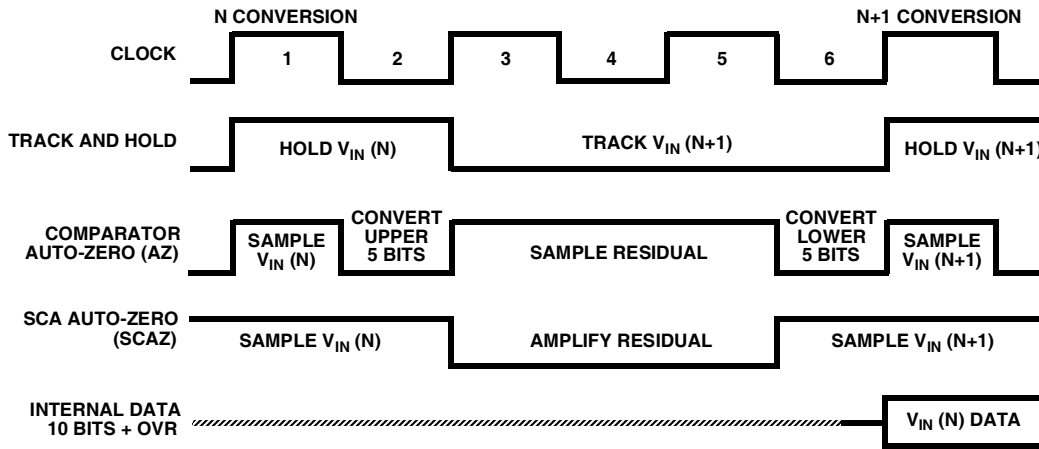 N CONVERSION
N+1 CONVERSION
CLOCK
1
2
3
4
5
6
TRACK AND HOLD
HOLD VIN (N)
TRACK VIN (N+1)
HOLD VIN (N+1)
COMPARATOR
AUTO-ZERO (AZ)
SAMPLE
VIN (N)
CONVERT
UPPER
5 BITS
SAMPLE RESIDUAL
CONVERT
LOWER
5 BITS
SAMPLE
VIN (N+1)
SCA AUTO-ZERO
(SCAZ)
SAMPLE VIN (N)
AMPLIFY RESIDUAL
SAMPLE VIN (N+1)
INTERNAL DATA
10 BITS + OVR
VIN (N) DATA